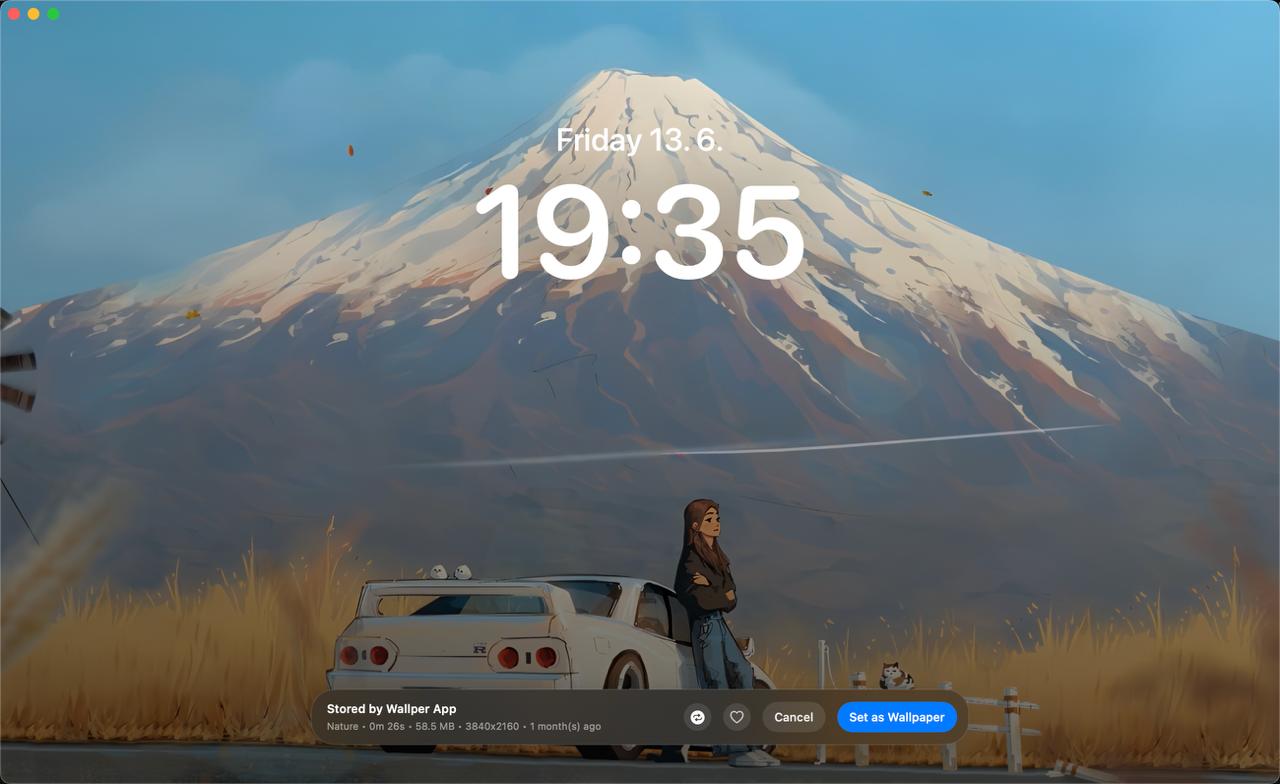 Friday 13. 6.
19:35
R
Stored by Wallper App
Nature • 0m 26s • 58.5 MB • 3840x2160 • 1 month(s) ago
Cancel
Set as Wallpaper